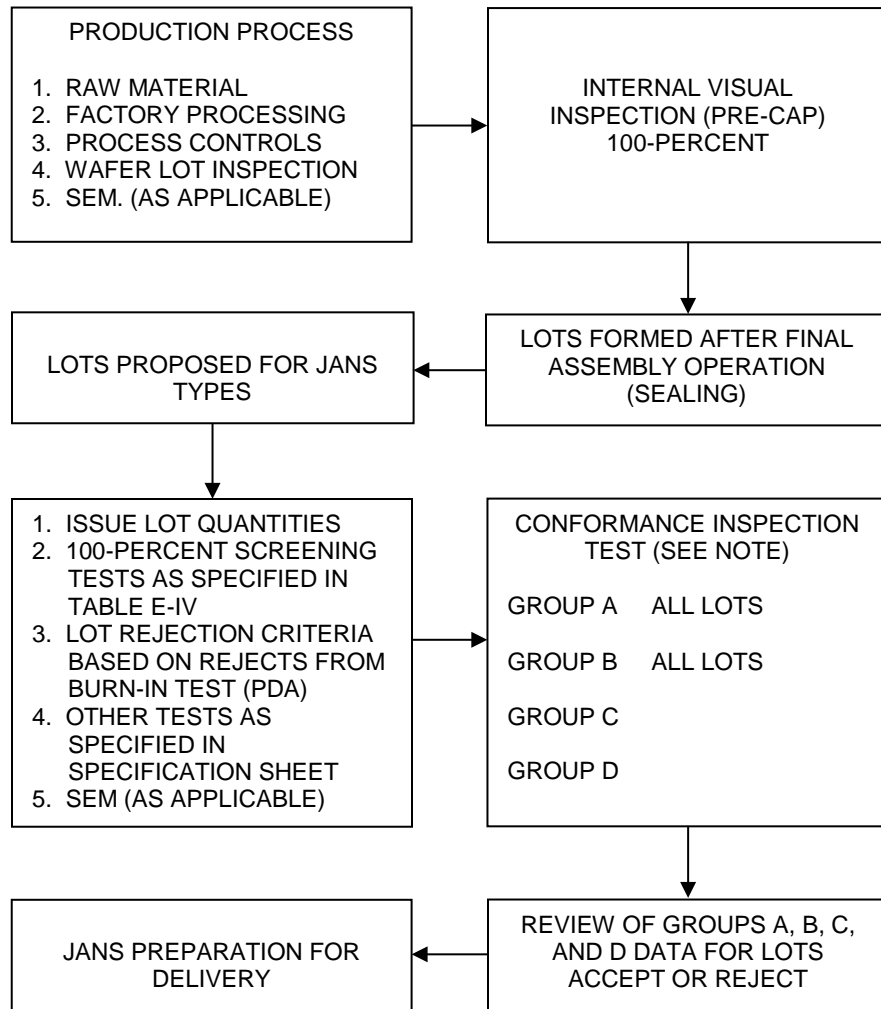 PRODUCTION PROCESS
1. RAW MATERIAL
2. FACTORY PROCESSING
3. PROCESS CONTROLS
4. WAFER LOT INSPECTION
5. SEM. (AS APPLICABLE)
INTERNAL VISUAL
INSPECTION (PRE-CAP)
100-PERCENT
LOTS FORMED AFTER FINAL
ASSEMBLY OPERATION
(SEALING)
LOTS PROPOSED FOR JANS
TYPES
1. ISSUE LOT QUANTITIES
2. 100-PERCENT SCREENING
TESTS AS SPECIFIED IN
TABLE E-IV
3. LOT REJECTION CRITERIA
BASED ON REJECTS FROM
BURN-IN TEST (PDA)
4. OTHER TESTS AS
SPECIFIED IN
SPECIFICATION SHEET
5. SEM (AS APPLICABLE)
CONFORMANCE INSPECTION
TEST (SEE NOTE)
GROUP A ALL LOTS
GROUP B ALL LOTS
GROUP C
GROUP D
REVIEW OF GROUPS A, B, C,
AND D DATA FOR LOTS
ACCEPT OR REJECT
JANS PREPARATION FOR
DELIVERY